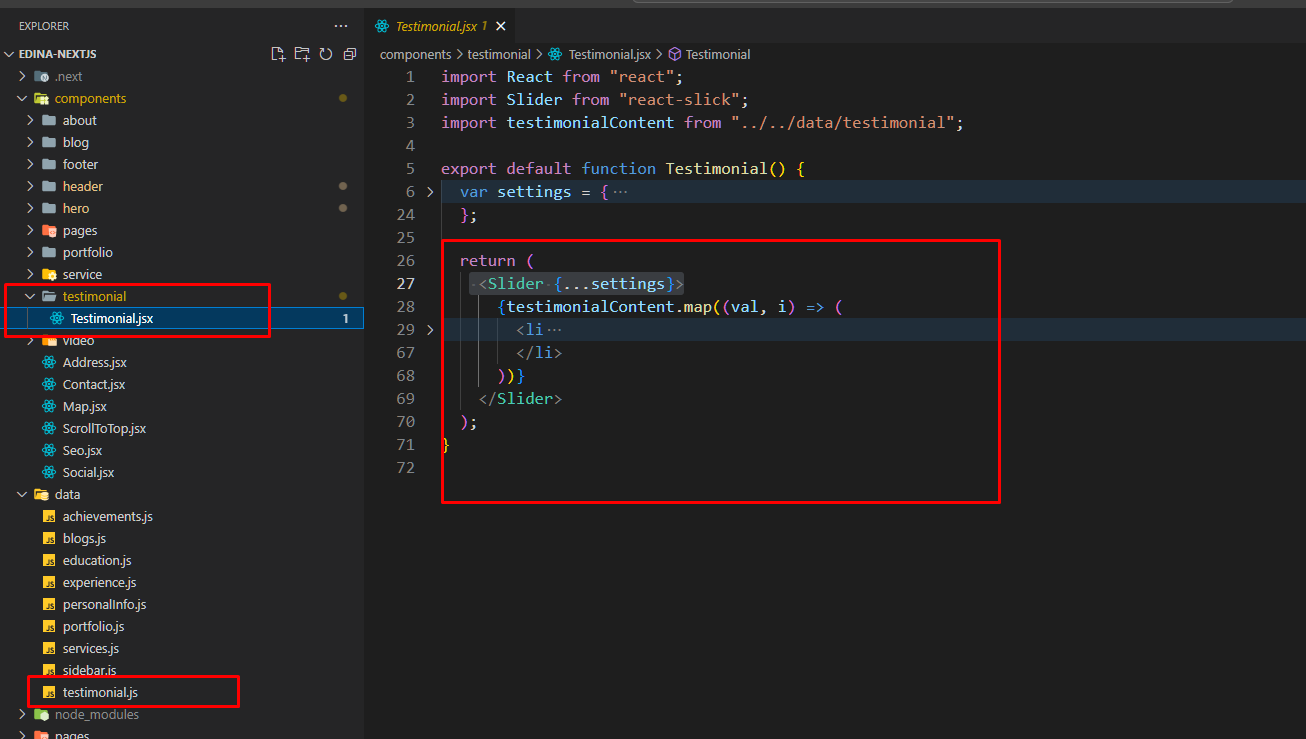 EXPLORER
EDINA-NEXTJS
.next
components
about
blog
footer
header
hero
pages
portfolio
service
testimonial
Testimonial.jsx 1
video
Address.jsx
Contact.jsx
Map.jsx
ScrollToTop.jsx
Seo.jsx
Social.jsx
data
achievements.js
blogs.js
education.js
experience.js
personalInfo.js
portfolio.js
services.js
sidebar.js
testimonial.js
node_modules
pages
Testimonial.jsx 1
components > testimonial > Testimonial.jsx > Testimonial
1 import React from "react";
2 import Slider from "react-slick";
3 import testimonialContent from "../../data/testimonial";
4
5 export default function Testimonial() {
6 var settings = { ···
24 };
25
26 return (
27 <Slider {...settings}>
28 {testimonialContent.map((val, i) => (
29 <li ···
67 </li>
68 ))}
69 </Slider>
70 );
71 }
72